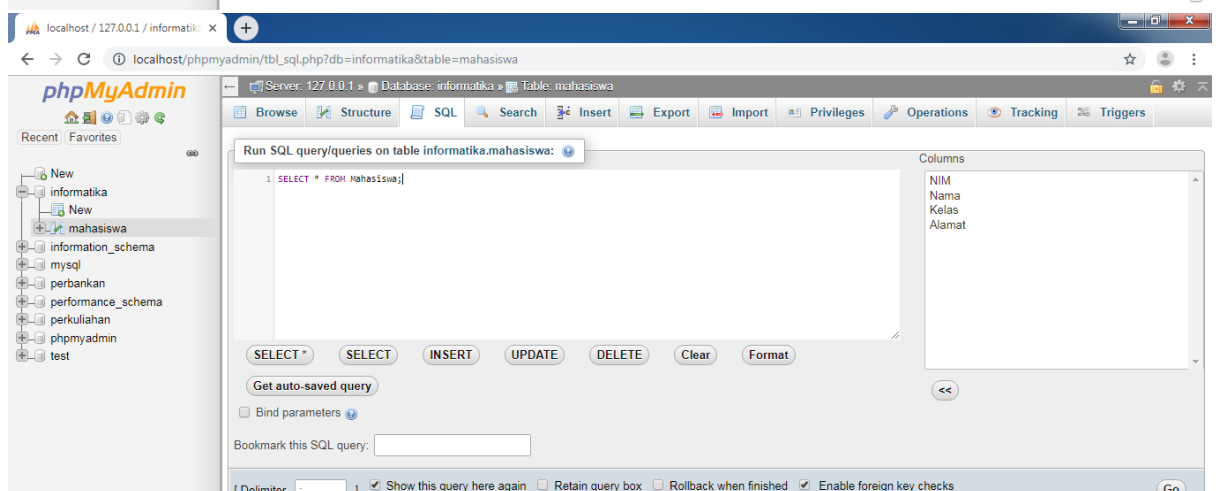 localhost / 127.0.0.1 / informatik
localhost/phpmyadmin/tbl_sql.php?db=informatika&table=mahasiswa
phpMyAdmin
Recent Favorites
New
informatika
New
mahasiswa
information_schema
mysql
perbankan
performance_schema
perkuliahan
phpmyadmin
test
Server: 127.0.0.1 » Database: informatika » Table: mahasiswa
Browse Structure SQL Search Insert Export Import Privileges Operations Tracking Triggers
Run SQL query/queries on table informatika.mahasiswa:
1 SELECT * FROM Mahasiswa;
Columns
NIM
Nama
Kelas
Alamat
SELECT * SELECT INSERT UPDATE DELETE Clear Format
Get auto-saved query
<<
Bind parameters
Bookmark this SQL query:
[ Delimiter ; ] Show this query here again Retain query box Rollback when finished Enable foreign key checks Go